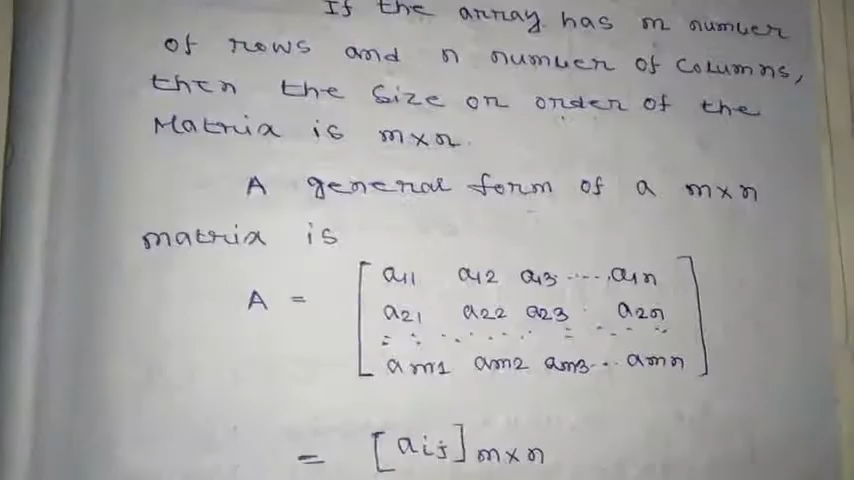 If the array has m number
of rows and n number of columns,
then the size or order of the
Matrix is m×n.
A general form of a m×n
matrix is
A = [ a11 a12 a13 ....., a1n
a21 a22 a23 a2n
: : . . . . . . : . . . . .
am1 am2 am3... amn ]
= [aij] m×n